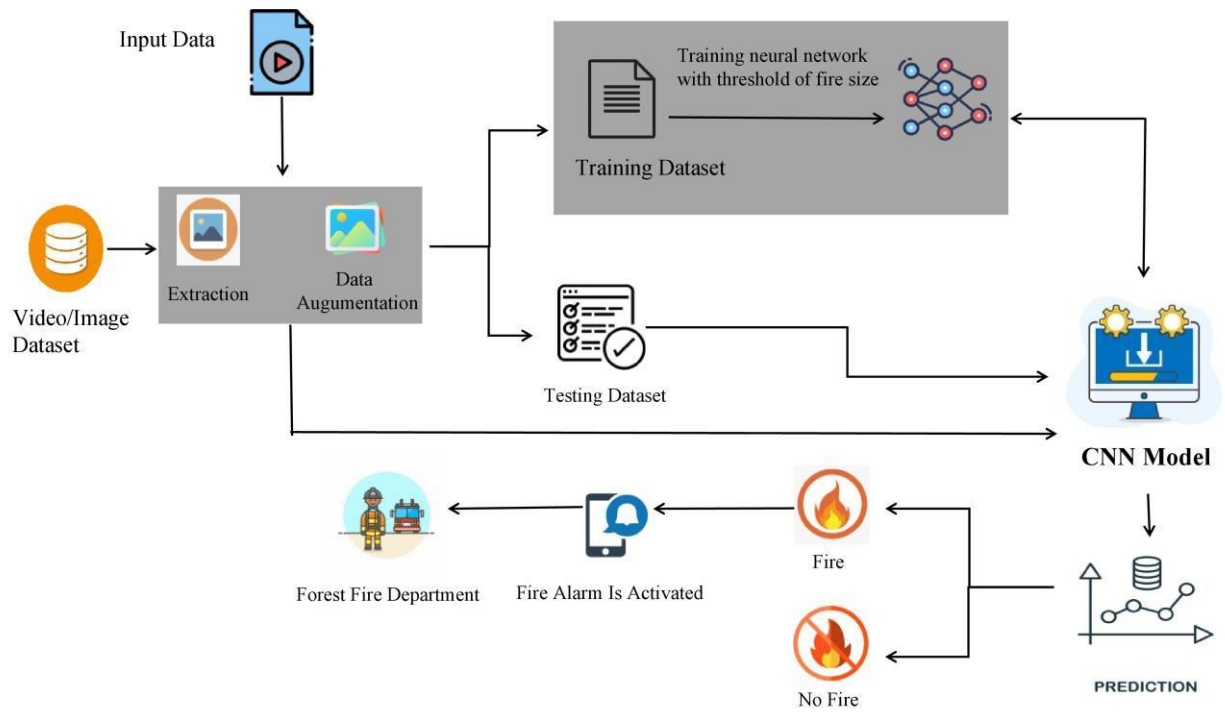 Input Data
Training neural network
with threshold of fire size
Training Dataset
Video/Image
Dataset
Extraction
Data
Augumentation
Testing Dataset
CNN Model
Forest Fire Department
Fire Alarm Is Activated
Fire
No Fire
PREDICTION